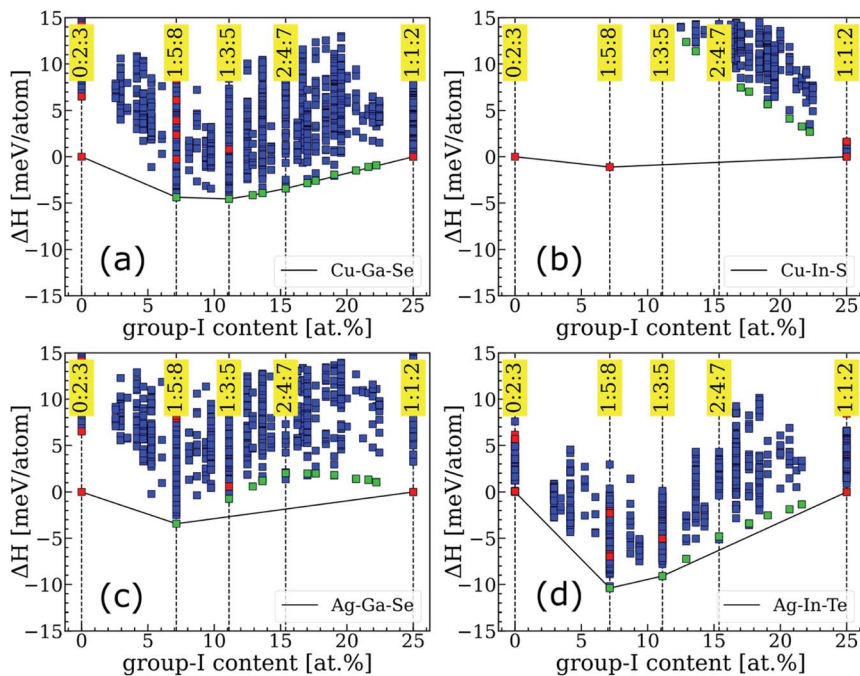 15
10
5
0
−5
−10
−15
ΔH [meV/atom]
0:2:3
1:5:8
1:3:5
2:4:7
1:1:2
(a)
Cu-Ga-Se
0 5 10 15 20 25
group-I content [at.%]
15
10
5
0
−5
−10
−15
ΔH [meV/atom]
0:2:3
1:5:8
1:3:5
2:4:7
1:1:2
(b)
Cu-In-S
0 5 10 15 20 25
group-I content [at.%]
15
10
5
0
−5
−10
−15
ΔH [meV/atom]
0:2:3
1:5:8
1:3:5
2:4:7
1:1:2
(c)
Ag-Ga-Se
0 5 10 15 20 25
group-I content [at.%]
15
10
5
0
−5
−10
−15
ΔH [meV/atom]
0:2:3
1:5:8
1:3:5
2:4:7
1:1:2
(d)
Ag-In-Te
0 5 10 15 20 25
group-I content [at.%]